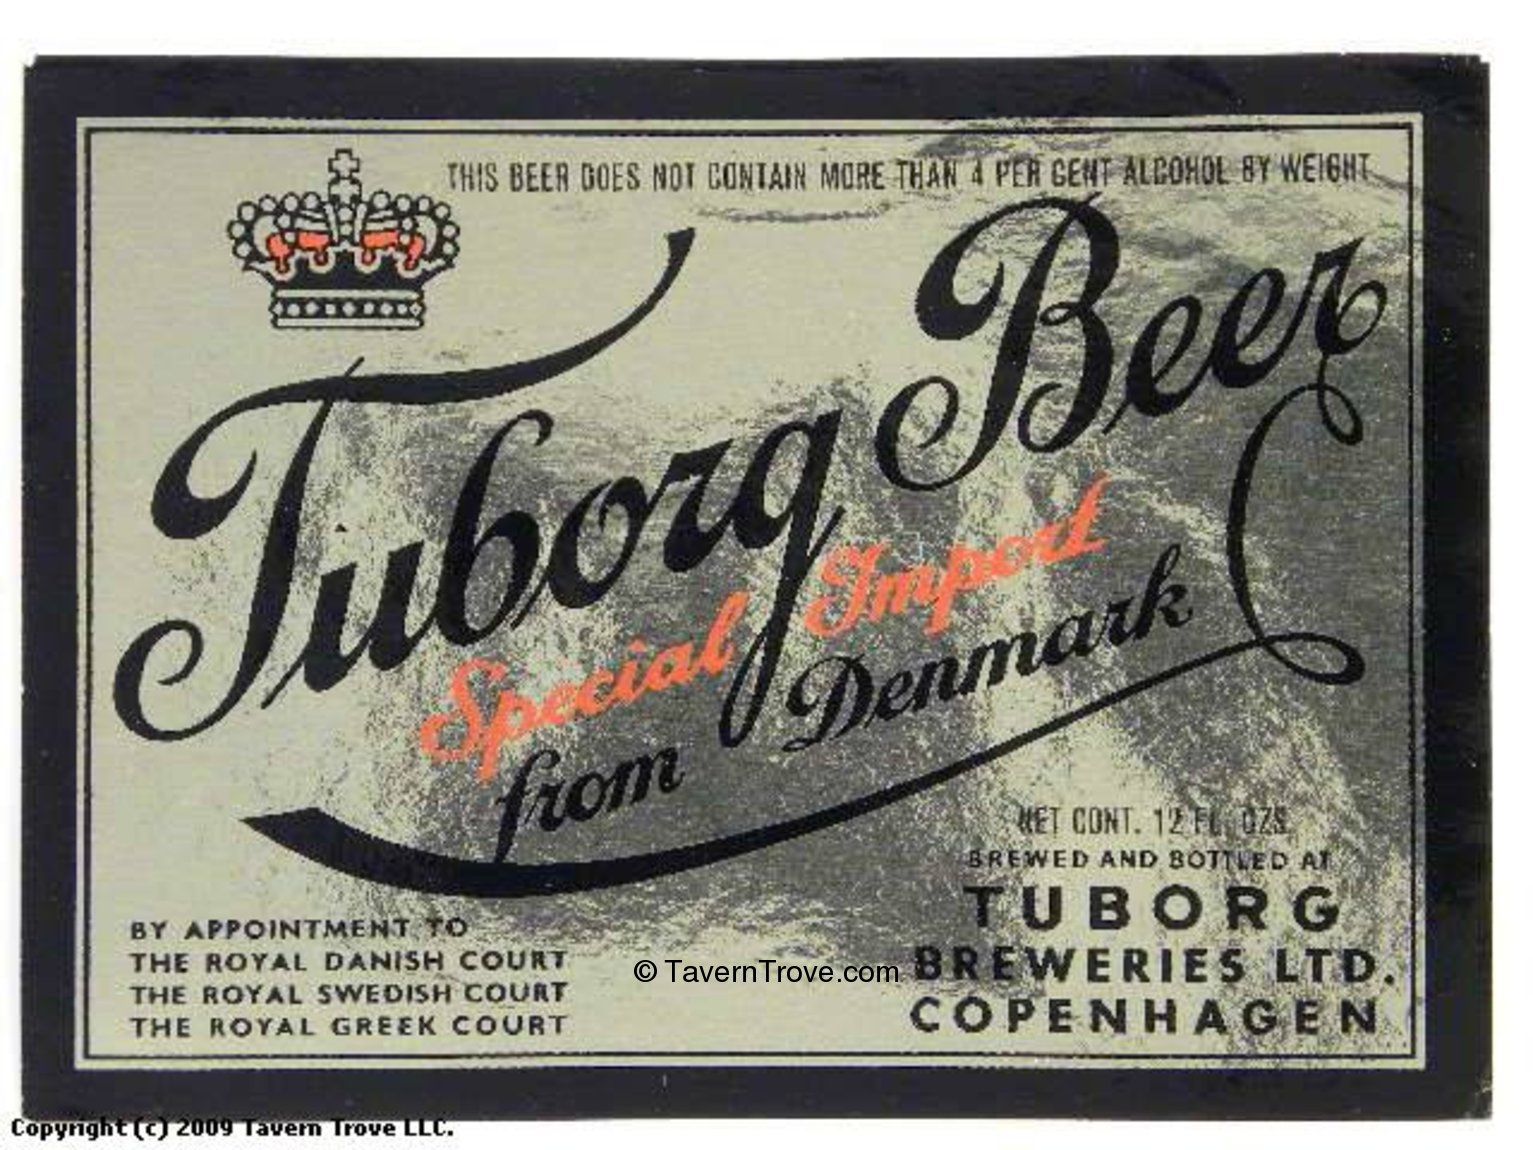 THIS BEER DOES NOT CONTAIN MORE THAN 4 PER CENT ALCOHOL BY WEIGHT
Tuborg Beer
Special Import
from Denmark
NET CONT. 12 FL. OZS.
BREWED AND BOTTLED AT
TUBORG
BREWERIES LTD.
COPENHAGEN
BY APPOINTMENT TO
THE ROYAL DANISH COURT
THE ROYAL SWEDISH COURT
THE ROYAL GREEK COURT
© TavernTrove.com
Copyright (c) 2009 Tavern Trove LLC.